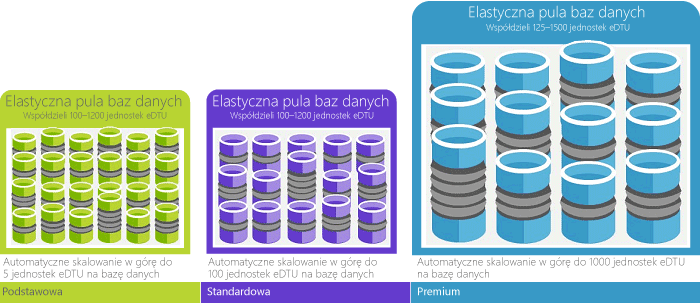 Elastyczna pula baz danych
Współdzieli 100–1200 jednostek eDTU
Automatyczne skalowanie w górę do
5 jednostek eDTU na bazę danych
Podstawowa
Elastyczna pula baz danych
Współdzieli 100–1200 jednostek eDTU
Automatyczne skalowanie w górę do
100 jednostek eDTU na bazę danych
Standardowa
Elastyczna pula baz danych
Współdzieli 125–1500 jednostek eDTU
Automatyczne skalowanie w górę do 1000 jednostek eDTU
na bazę danych
Premium